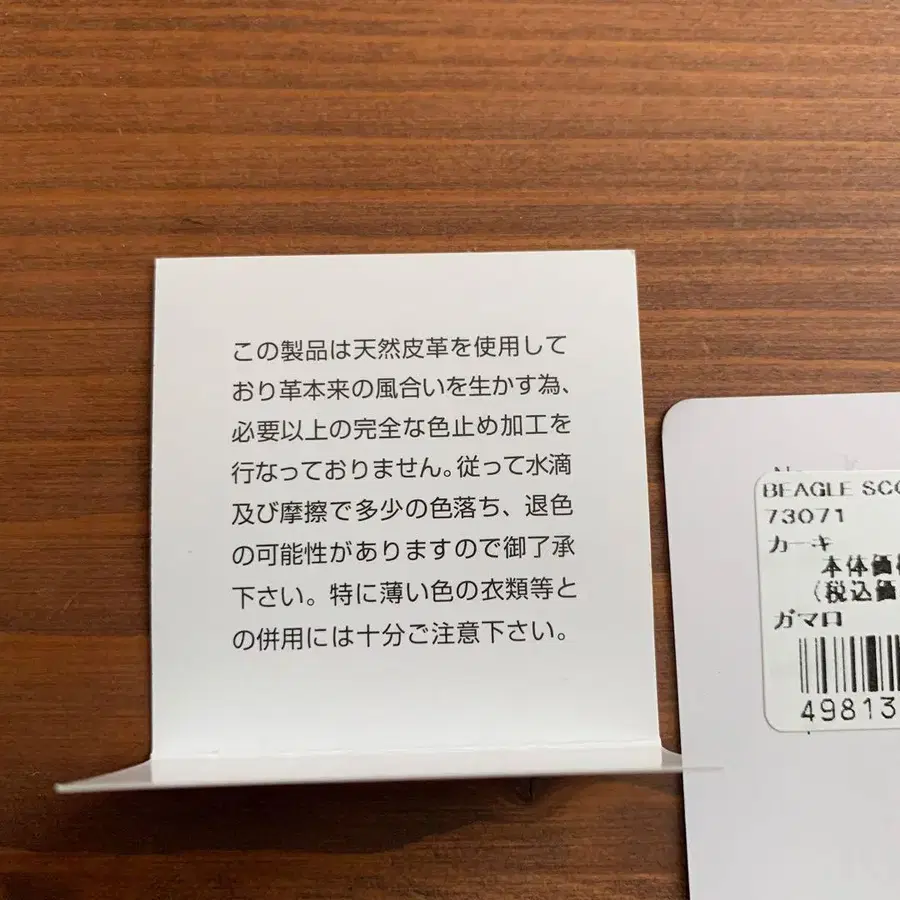 この製品は天然皮革を使用して
おり革本来の風合いを生かす為、
必要以上の完全な色止め加工を
行なっておりません。従って水滴
及び摩擦で多少の色落ち、退色
の可能性がありますので御了承
下さい。特に薄い色の衣類等と
の併用には十分ご注意下さい。
BEAGLE SCO
73071
カーキ
本体価
(税込価
ガマロ
49813